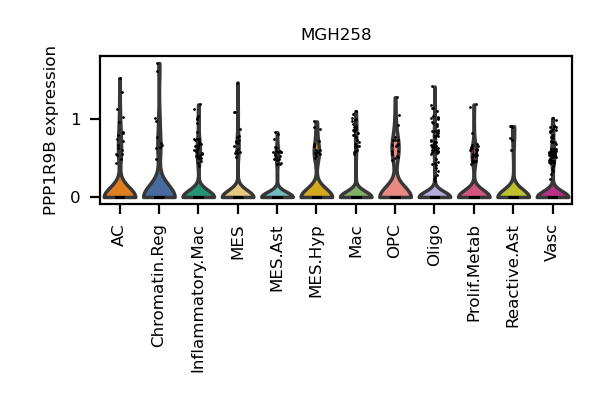 MGH258
PPP1R9B expression
1
0
AC
Chromatin.Reg
Inflammatory.Mac
MES
MES.Ast
MES.Hyp
Mac
OPC
Oligo
Prolif.Metab
Reactive.Ast
Vasc